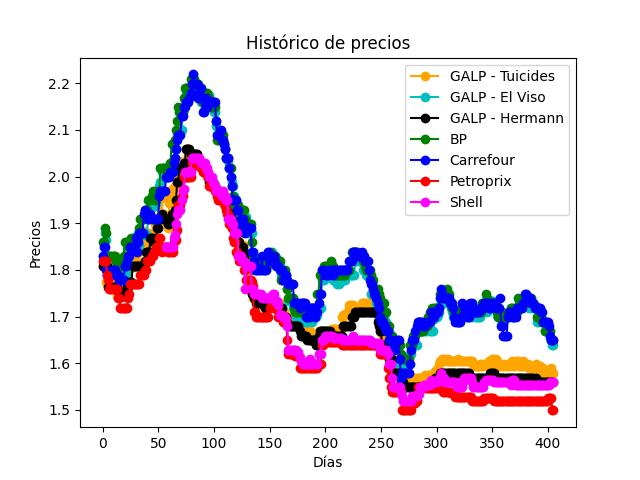 Histórico de precios
GALP - Tuicides
GALP - El Viso
GALP - Hermann
BP
Carrefour
Petroprix
Shell
Precios
2.2
2.1
2.0
1.9
1.8
1.7
1.6
1.5
0 50 100 150 200 250 300 350 400
Días